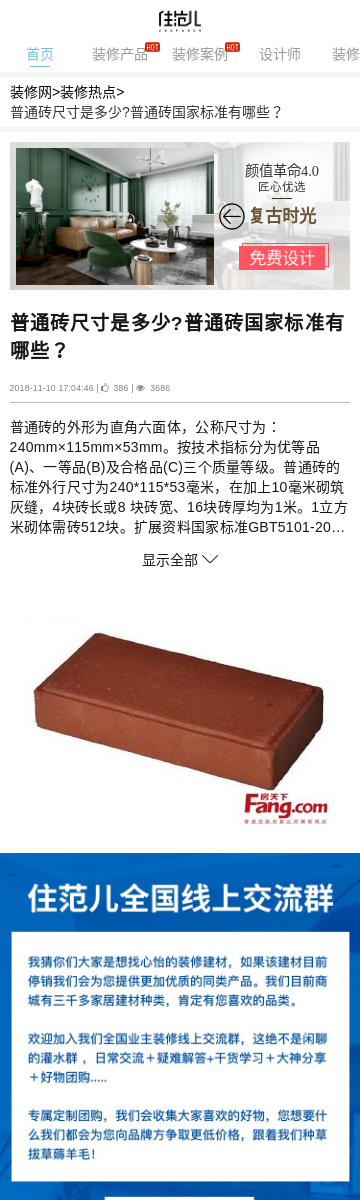 住范儿
ZHUFANER
首页 装修产品 HOT 装修案例 HOT 设计师 装修
装修网>装修热点>
普通砖尺寸是多少?普通砖国家标准有哪些？
颜值革命4.0
匠心优选
复古时光
免费设计
普通砖尺寸是多少?普通砖国家标准有
哪些？
2018-11-10 17:04:46 | 386 | 3686
普通砖的外形为直角六面体，公称尺寸为：
240mm×115mm×53mm。按技术指标分为优等品
(A)、一等品(B)及合格品(C)三个质量等级。普通砖的
标准外行尺寸为240*115*53毫米，在加上10毫米砌筑
灰缝，4块砖长或8 块砖宽、16块砖厚均为1米。1立方
米砌体需砖512块。扩展资料国家标准GBT5101-20...
显示全部
房天下
Fang.com
住范儿全国线上交流群
我猜你们大家是想找心怡的装修建材，如果该建材目前
停销我们会为您提供更加优质的同类产品。我们目前商
城有三千多家居建材种类，肯定有您喜欢的品类。
欢迎加入我们全国业主装修线上交流群，这绝不是闲聊
的灌水群 ，日常交流＋疑难解答+干货学习＋大神分享
＋好物团购.....
专属定制团购，我们会收集大家喜欢的好物，您想要什
么我们都会为您向品牌方争取更低价格，跟着我们种草
拔草薅羊毛！